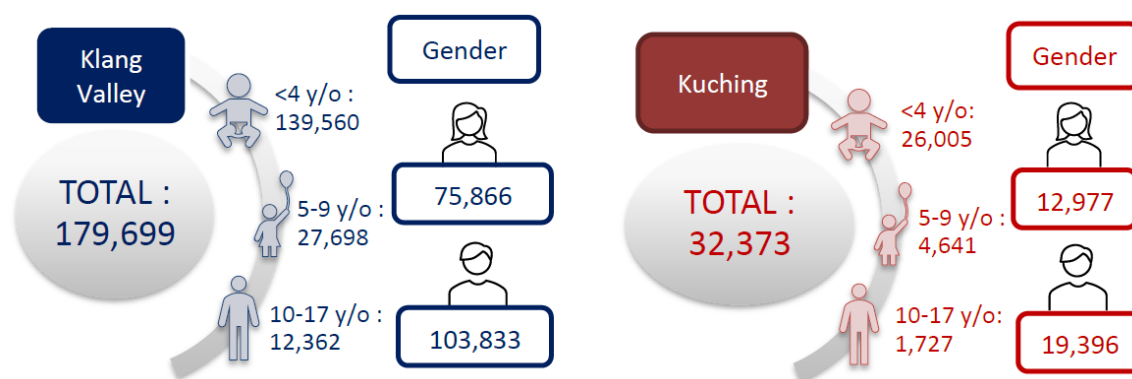 Klang
Valley
TOTAL :
179,699
<4 y/o :
139,560
5-9 y/o :
27,698
10-17 y/o :
12,362
Gender
75,866
103,833
Kuching
TOTAL :
32,373
<4 y/o:
26,005
5-9 y/o :
4,641
10-17 y/o:
1,727
Gender
12,977
19,396